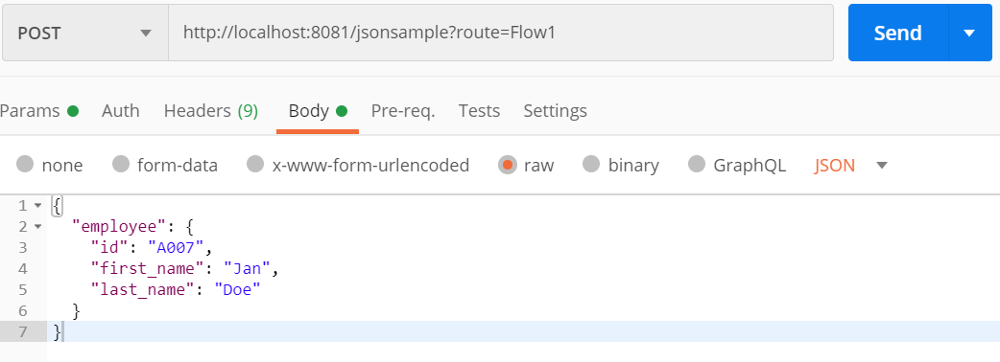 POST http://localhost:8081/jsonsample?route=Flow1 Send
Params Auth Headers (9) Body Pre-req. Tests Settings
none form-data x-www-form-urlencoded raw binary GraphQL JSON
1 {
2 "employee": {
3 "id": "A007",
4 "first_name": "Jan",
5 "last_name": "Doe"
6 }
7 }